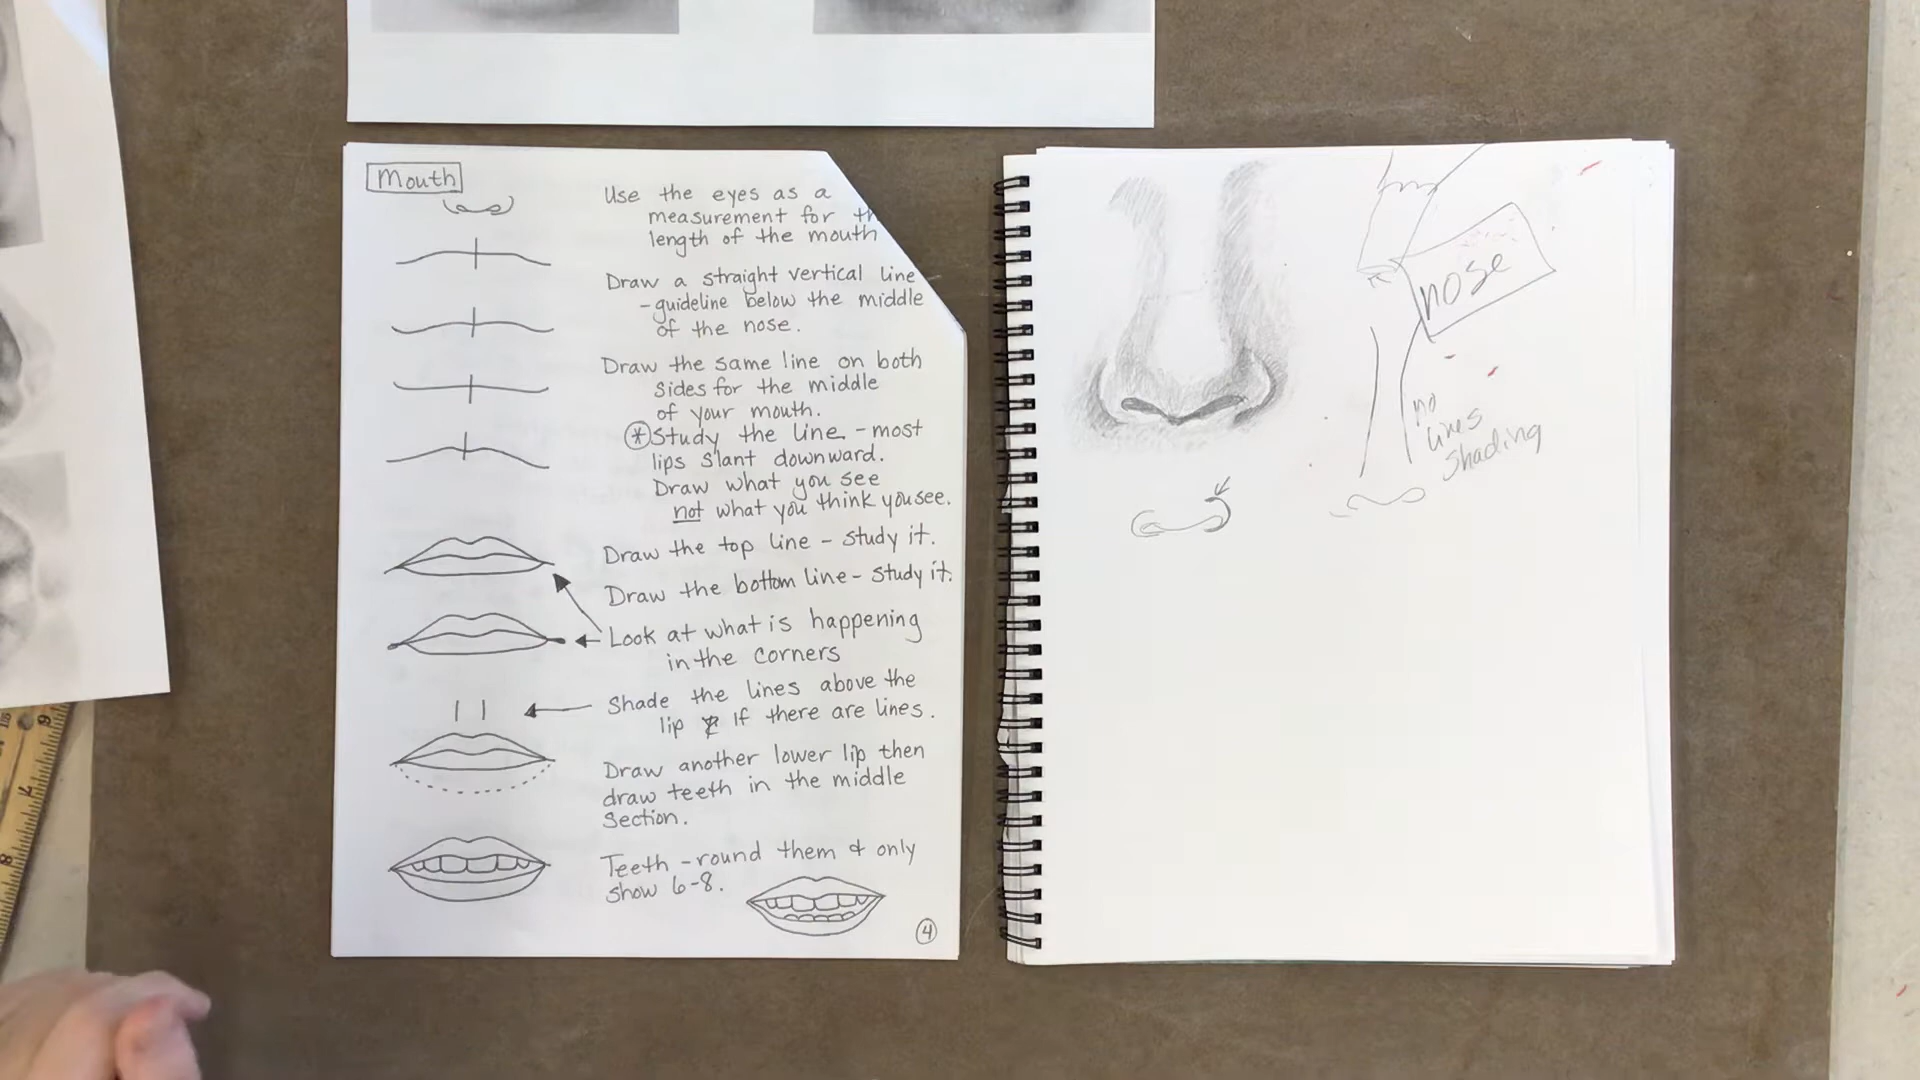 Mouth
Use the eyes as a
measurement for th
length of the mouth
Draw a straight vertical line
- guideline below the middle
of the nose.
Draw the same line on both
sides for the middle
of your mouth.
* Study the line - most
lips slant downward.
Draw what you see
not what you think you see.
Draw the top line - study it.
Draw the bottom line - study it.
Look at what is happening
in the corners
Shade the lines above the
lip If there are lines.
Draw another lower lip then
draw teeth in the middle
section.
Teeth - round them & only
show 6-8.
4
nose
no
lines
shading
6
7
8